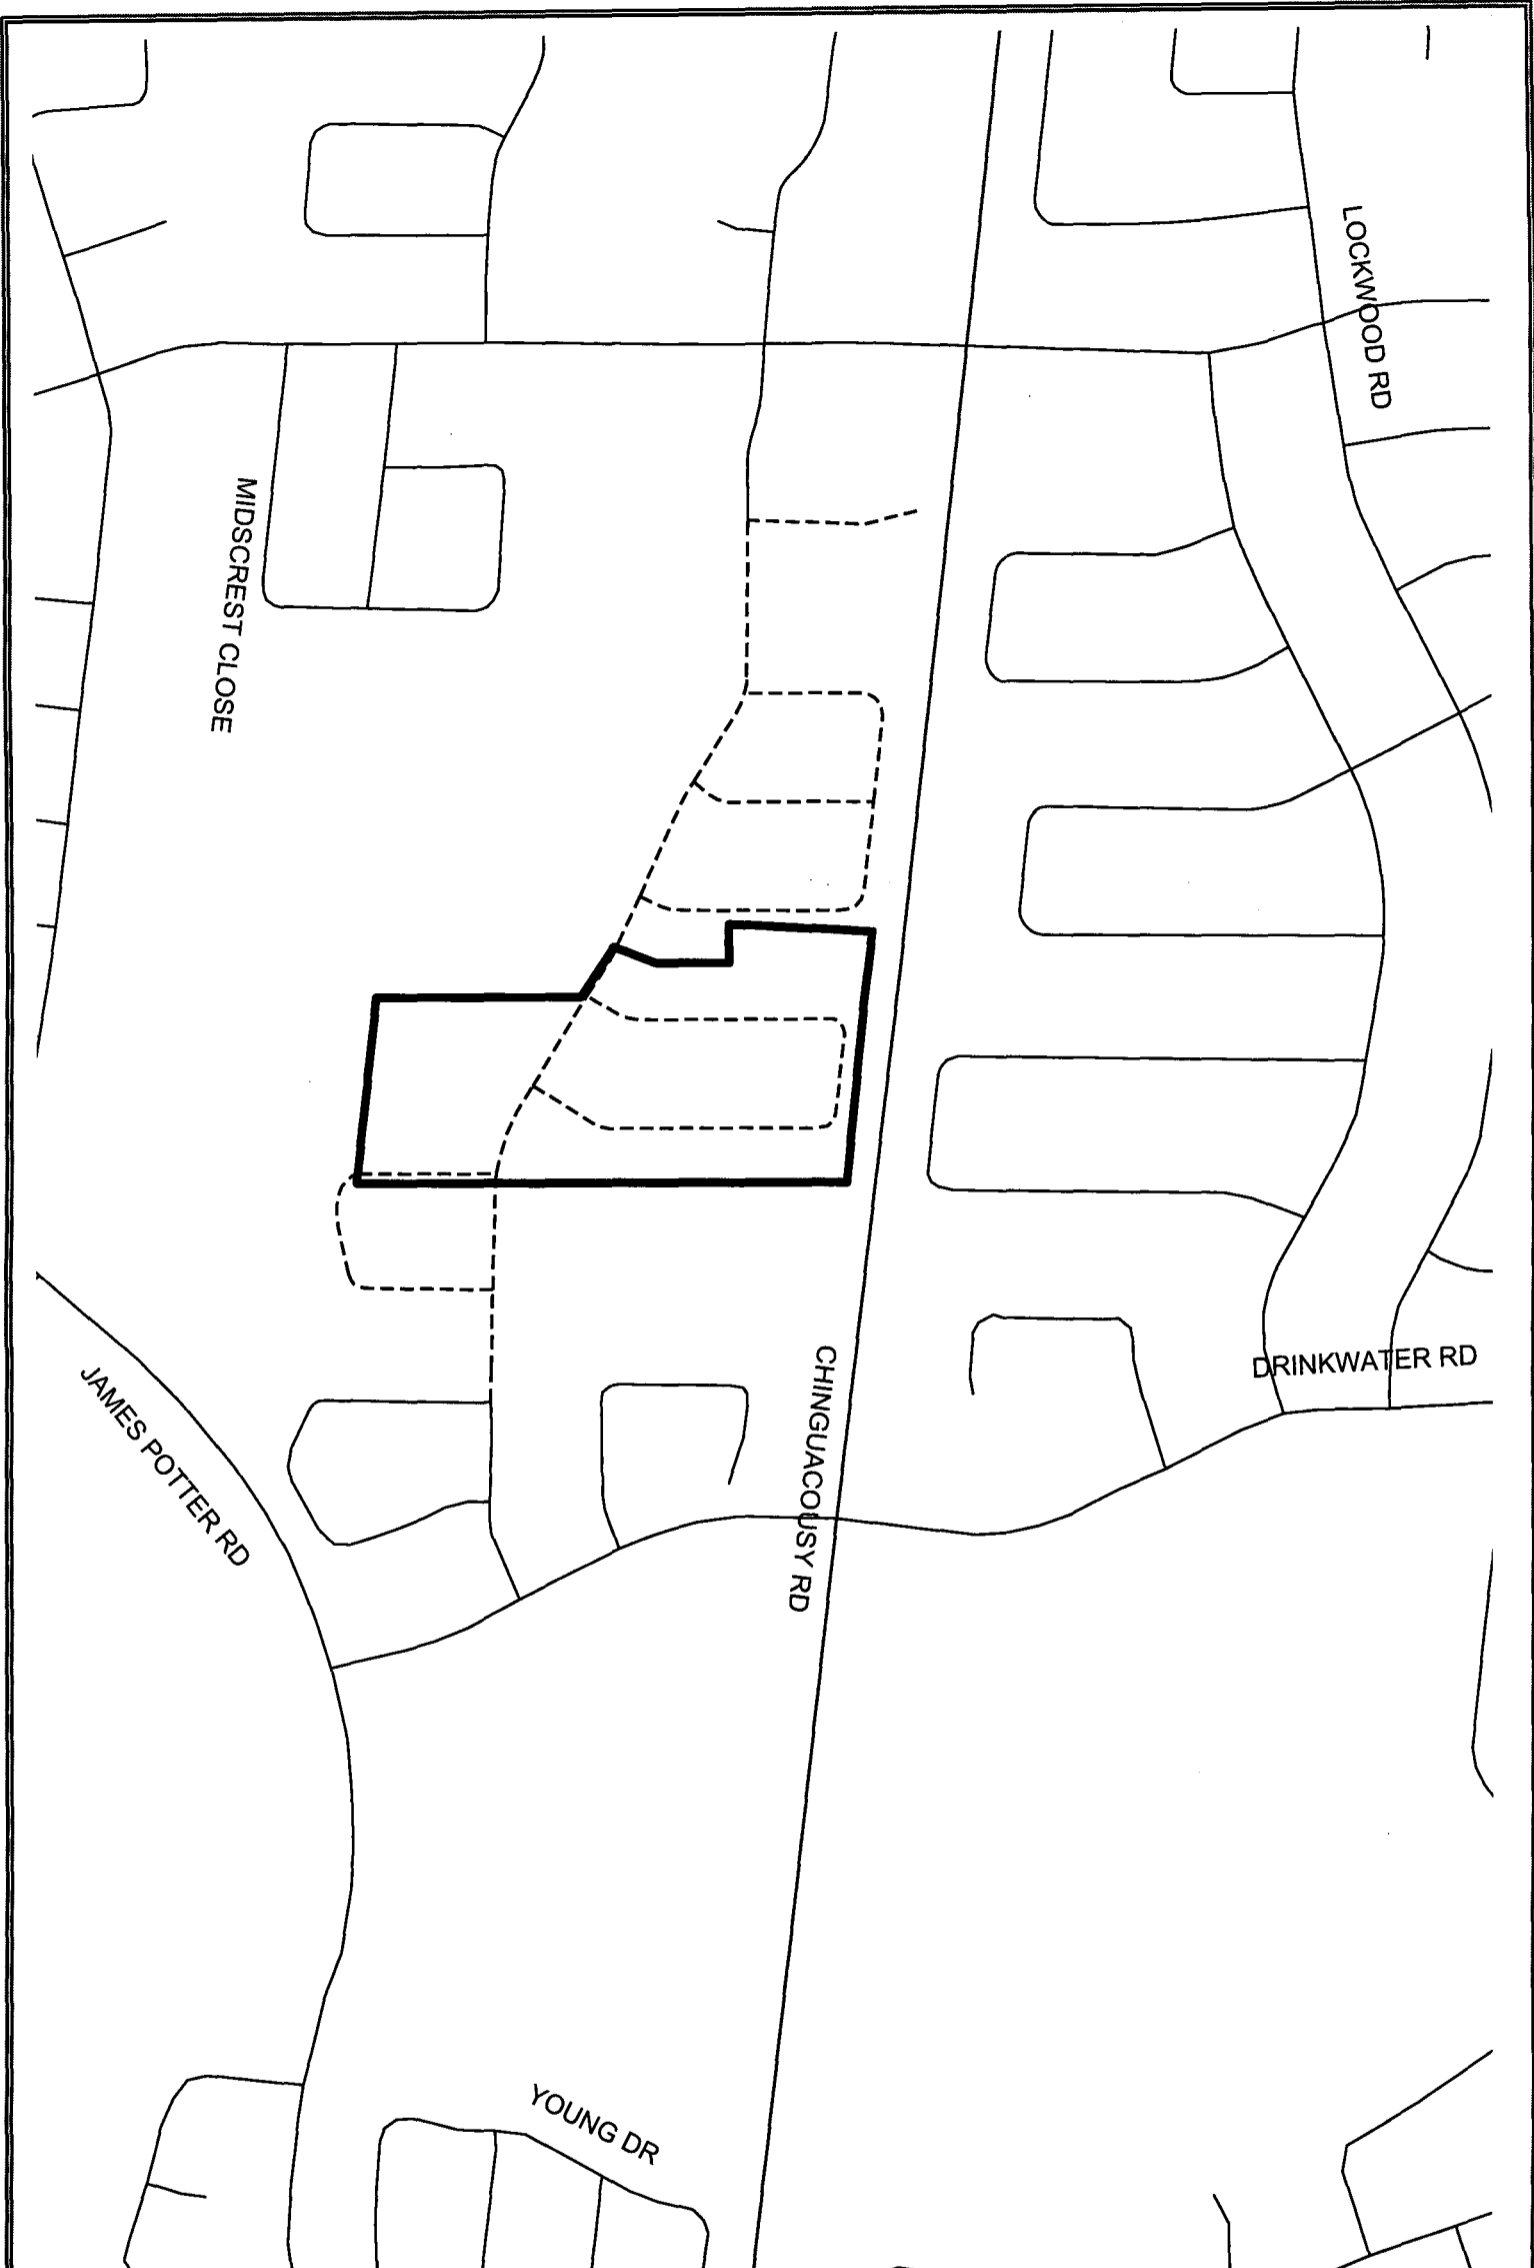 LOCKWOOD RD
MIDSCREST CLOSE
CHINGUACOUSY RD
DRINKWATER RD
JAMES POTTER RD
YOUNG DR